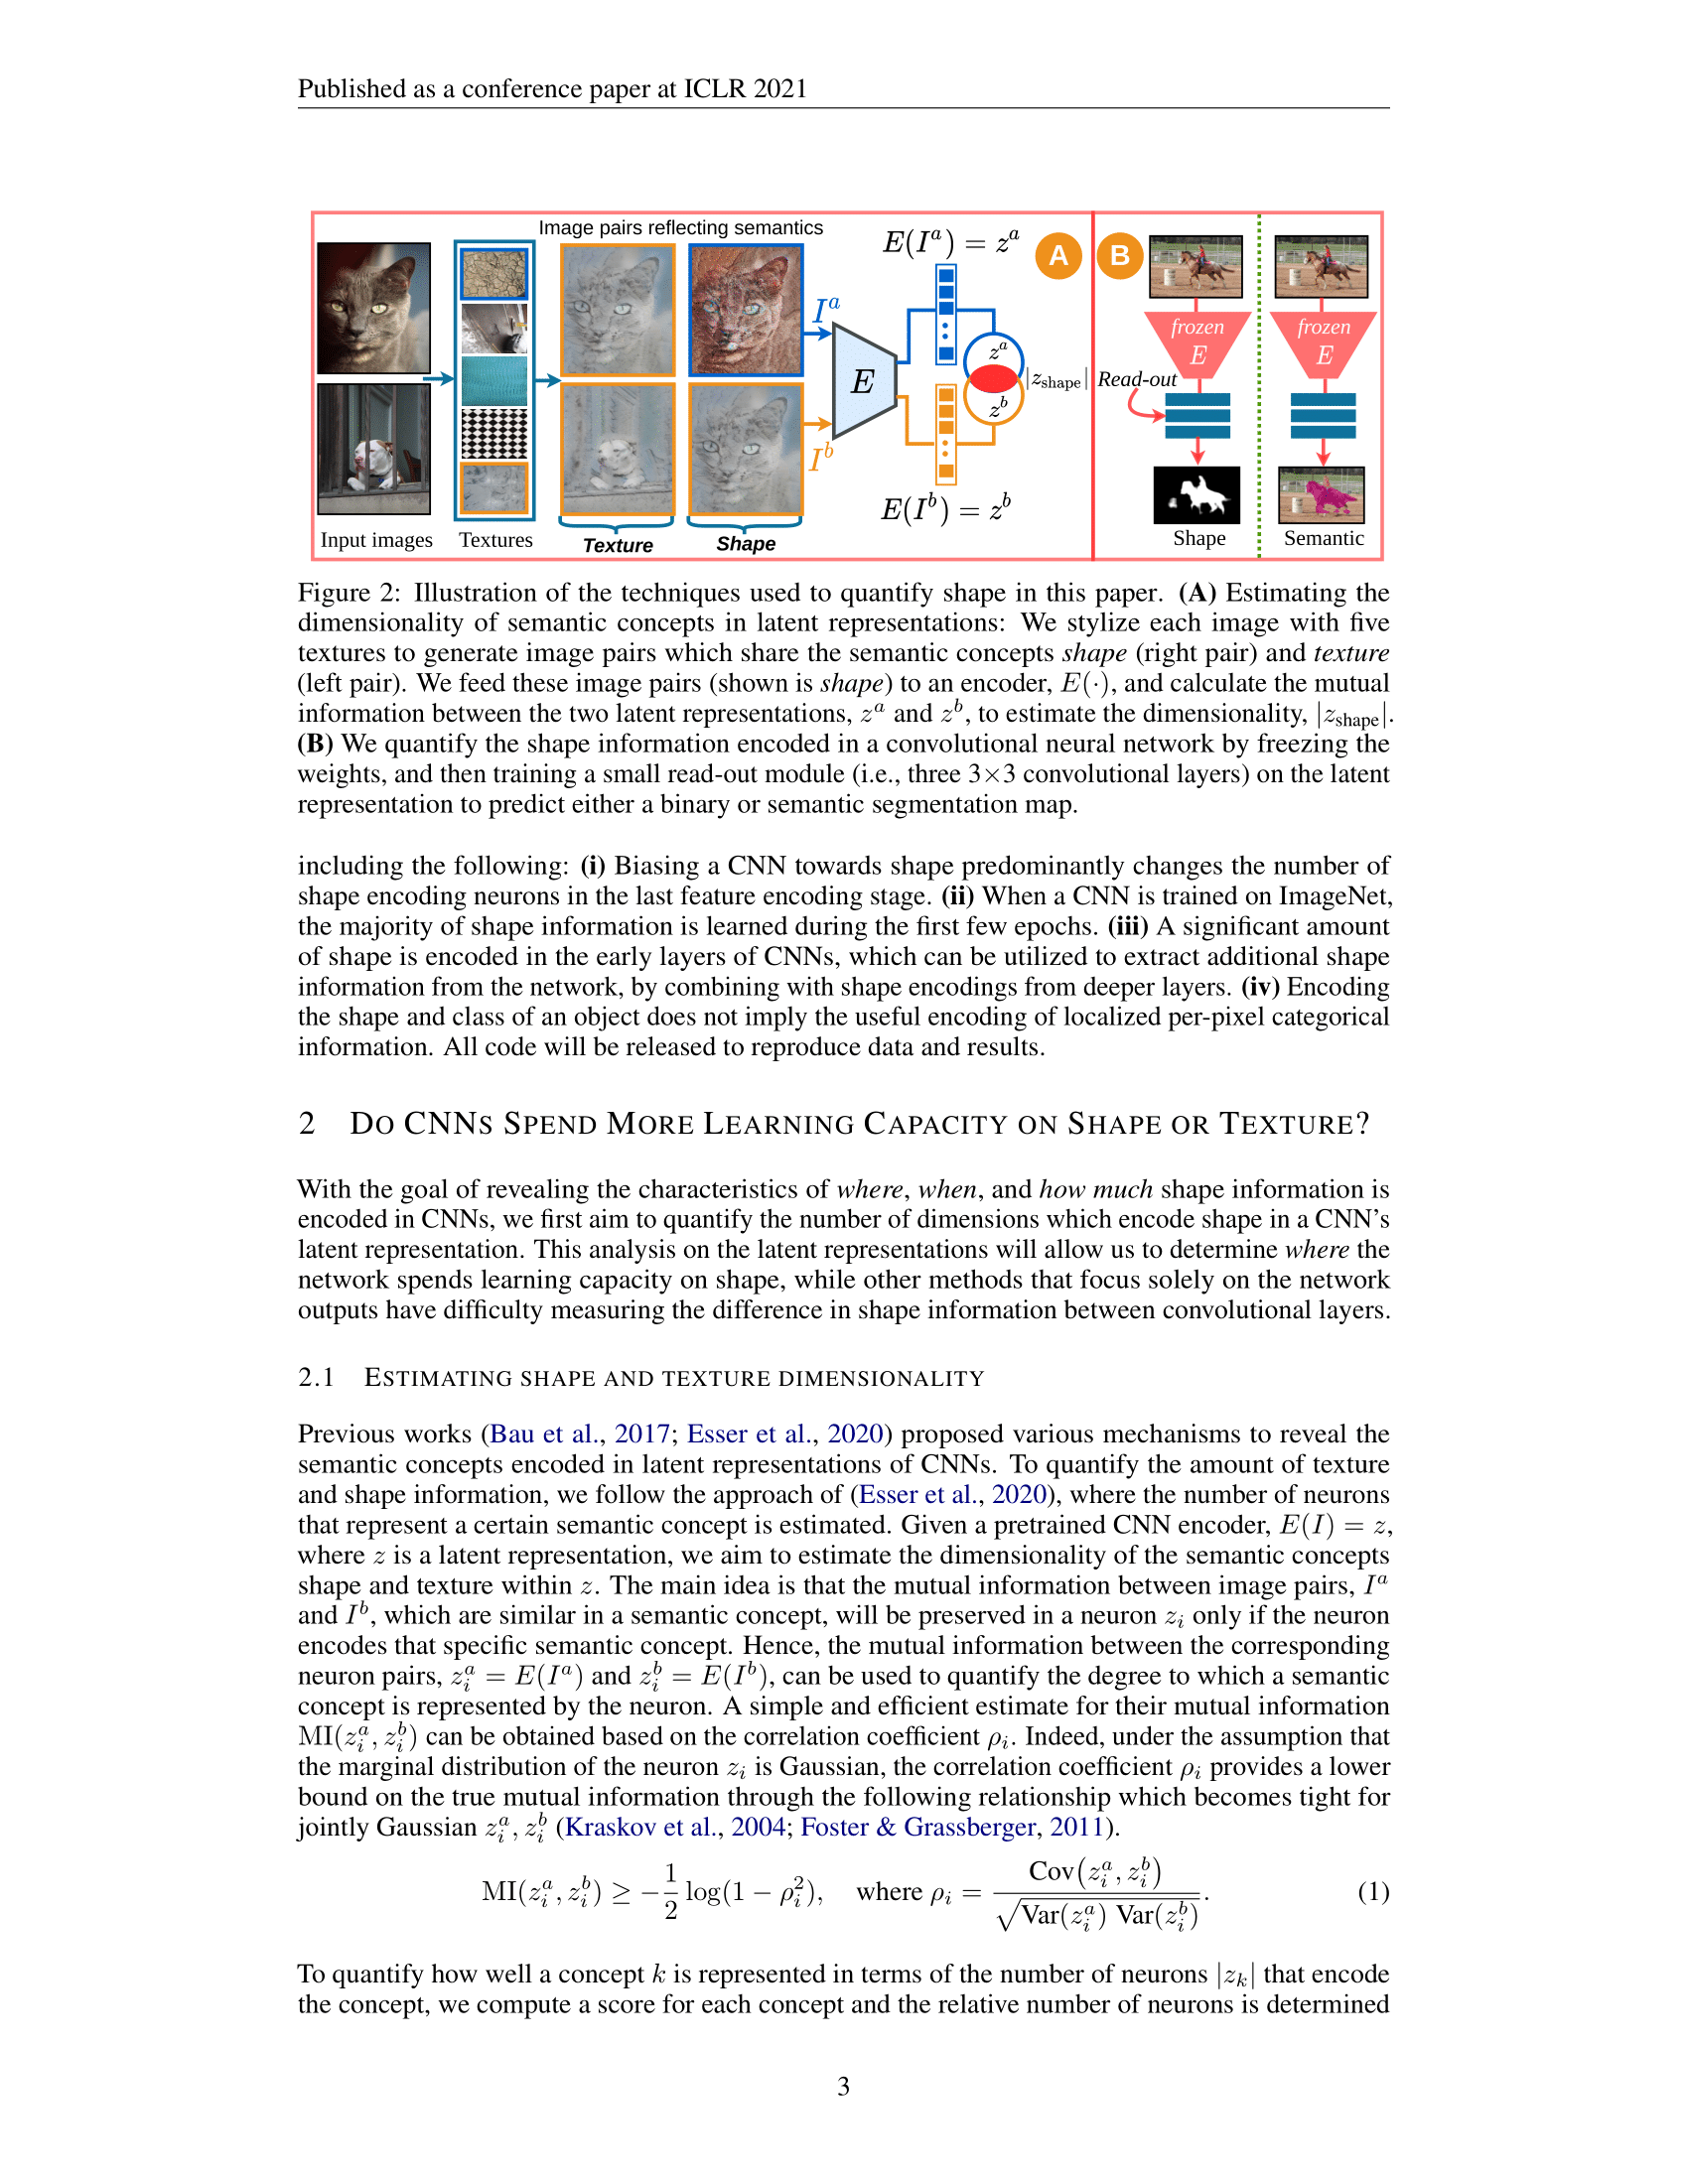 Published as a conference paper at ICLR 2021
Image pairs reflecting semantics
E(I^a) = z^a
A
B
I^a
I^b
E
z^a
z^b
|z_shape|
E(I^b) = z^b
Read-out
frozen
E
frozen
E
Input images
Textures
Texture
Shape
Shape
Semantic
Figure 2: Illustration of the techniques used to quantify shape in this paper. (A) Estimating the
dimensionality of semantic concepts in latent representations: We stylize each image with five
textures to generate image pairs which share the semantic concepts shape (right pair) and texture
(left pair). We feed these image pairs (shown is shape) to an encoder, E(·), and calculate the mutual
information between the two latent representations, z^a and z^b, to estimate the dimensionality, |z_shape|.
(B) We quantify the shape information encoded in a convolutional neural network by freezing the
weights, and then training a small read-out module (i.e., three 3×3 convolutional layers) on the latent
representation to predict either a binary or semantic segmentation map.
including the following: (i) Biasing a CNN towards shape predominantly changes the number of
shape encoding neurons in the last feature encoding stage. (ii) When a CNN is trained on ImageNet,
the majority of shape information is learned during the first few epochs. (iii) A significant amount
of shape is encoded in the early layers of CNNs, which can be utilized to extract additional shape
information from the network, by combining with shape encodings from deeper layers. (iv) Encoding
the shape and class of an object does not imply the useful encoding of localized per-pixel categorical
information. All code will be released to reproduce data and results.
2 DO CNNS SPEND MORE LEARNING CAPACITY ON SHAPE OR TEXTURE?
With the goal of revealing the characteristics of where, when, and how much shape information is
encoded in CNNs, we first aim to quantify the number of dimensions which encode shape in a CNN's
latent representation. This analysis on the latent representations will allow us to determine where the
network spends learning capacity on shape, while other methods that focus solely on the network
outputs have difficulty measuring the difference in shape information between convolutional layers.
2.1 ESTIMATING SHAPE AND TEXTURE DIMENSIONALITY
Previous works (Bau et al., 2017; Esser et al., 2020) proposed various mechanisms to reveal the
semantic concepts encoded in latent representations of CNNs. To quantify the amount of texture
and shape information, we follow the approach of (Esser et al., 2020), where the number of neurons
that represent a certain semantic concept is estimated. Given a pretrained CNN encoder, E(I) = z,
where z is a latent representation, we aim to estimate the dimensionality of the semantic concepts
shape and texture within z. The main idea is that the mutual information between image pairs, I^a
and I^b, which are similar in a semantic concept, will be preserved in a neuron z_i only if the neuron
encodes that specific semantic concept. Hence, the mutual information between the corresponding
neuron pairs, z_i^a = E(I^a) and z_i^b = E(I^b), can be used to quantify the degree to which a semantic
concept is represented by the neuron. A simple and efficient estimate for their mutual information
MI(z_i^a, z_i^b) can be obtained based on the correlation coefficient ρ_i. Indeed, under the assumption that
the marginal distribution of the neuron z_i is Gaussian, the correlation coefficient ρ_i provides a lower
bound on the true mutual information through the following relationship which becomes tight for
jointly Gaussian z_i^a, z_i^b (Kraskov et al., 2004; Foster & Grassberger, 2011).
MI(z_i^a, z_i^b) ≥ −1/2 log(1 − ρ_i^2), where ρ_i = Cov(z_i^a, z_i^b) / √(Var(z_i^a) Var(z_i^b)). (1)
To quantify how well a concept k is represented in terms of the number of neurons |z_k| that encode
the concept, we compute a score for each concept and the relative number of neurons is determined
3